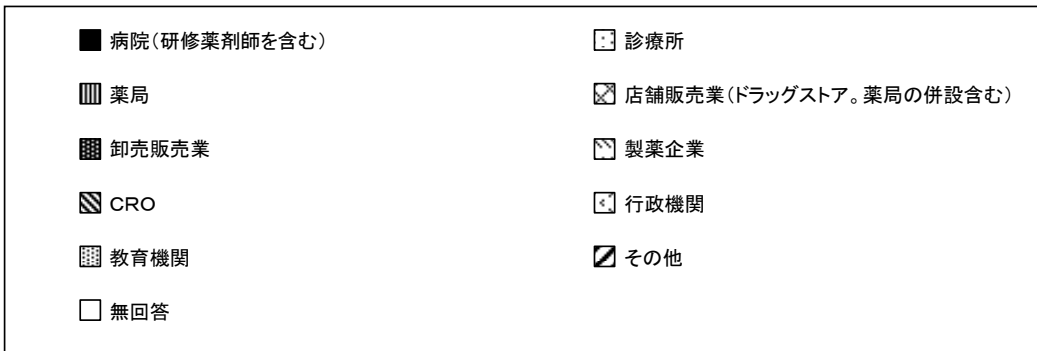 病院（研修薬剤師を含む）
診療所
薬局
店舗販売業（ドラッグストア。薬局の併設含む）
卸売販売業
製薬企業
CRO
行政機関
教育機関
その他
無回答